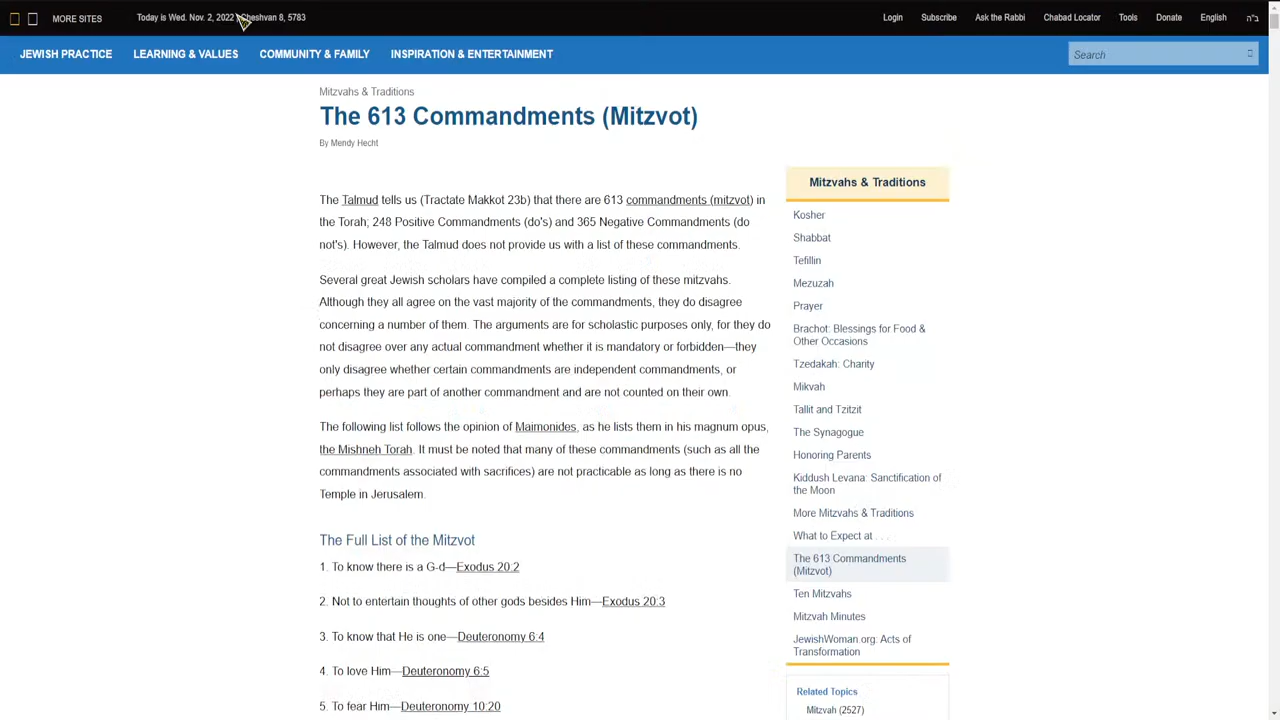 MORE SITES
Today is Wed. Nov. 2, 2022 | Cheshvan 8, 5783
Login
Subscribe
Ask the Rabbi
Chabad Locator
Tools
Donate
English
ב"ה
JEWISH PRACTICE
LEARNING & VALUES
COMMUNITY & FAMILY
INSPIRATION & ENTERTAINMENT
Search
Mitzvahs & Traditions
The 613 Commandments (Mitzvot)
By Mendy Hecht
The Talmud tells us (Tractate Makkot 23b) that there are 613 commandments (mitzvot) in
the Torah; 248 Positive Commandments (do's) and 365 Negative Commandments (do
not's). However, the Talmud does not provide us with a list of these commandments.
Several great Jewish scholars have compiled a complete listing of these mitzvahs.
Although they all agree on the vast majority of the commandments, they do disagree
concerning a number of them. The arguments are for scholastic purposes only, for they do
not disagree over any actual commandment whether it is mandatory or forbidden—they
only disagree whether certain commandments are independent commandments, or
perhaps they are part of another commandment and are not counted on their own.
The following list follows the opinion of Maimonides, as he lists them in his magnum opus,
the Mishneh Torah. It must be noted that many of these commandments (such as all the
commandments associated with sacrifices) are not practicable as long as there is no
Temple in Jerusalem.
The Full List of the Mitzvot
1. To know there is a G-d—Exodus 20:2
2. Not to entertain thoughts of other gods besides Him—Exodus 20:3
3. To know that He is one—Deuteronomy 6:4
4. To love Him—Deuteronomy 6:5
5. To fear Him—Deuteronomy 10:20
Mitzvahs & Traditions
Kosher
Shabbat
Tefillin
Mezuzah
Prayer
Brachot: Blessings for Food &
Other Occasions
Tzedakah: Charity
Mikvah
Tallit and Tzitzit
The Synagogue
Honoring Parents
Kiddush Levana: Sanctification of
the Moon
More Mitzvahs & Traditions
What to Expect at . . .
The 613 Commandments
(Mitzvot)
Ten Mitzvahs
Mitzvah Minutes
JewishWoman.org: Acts of
Transformation
Related Topics
Mitzvah (2527)